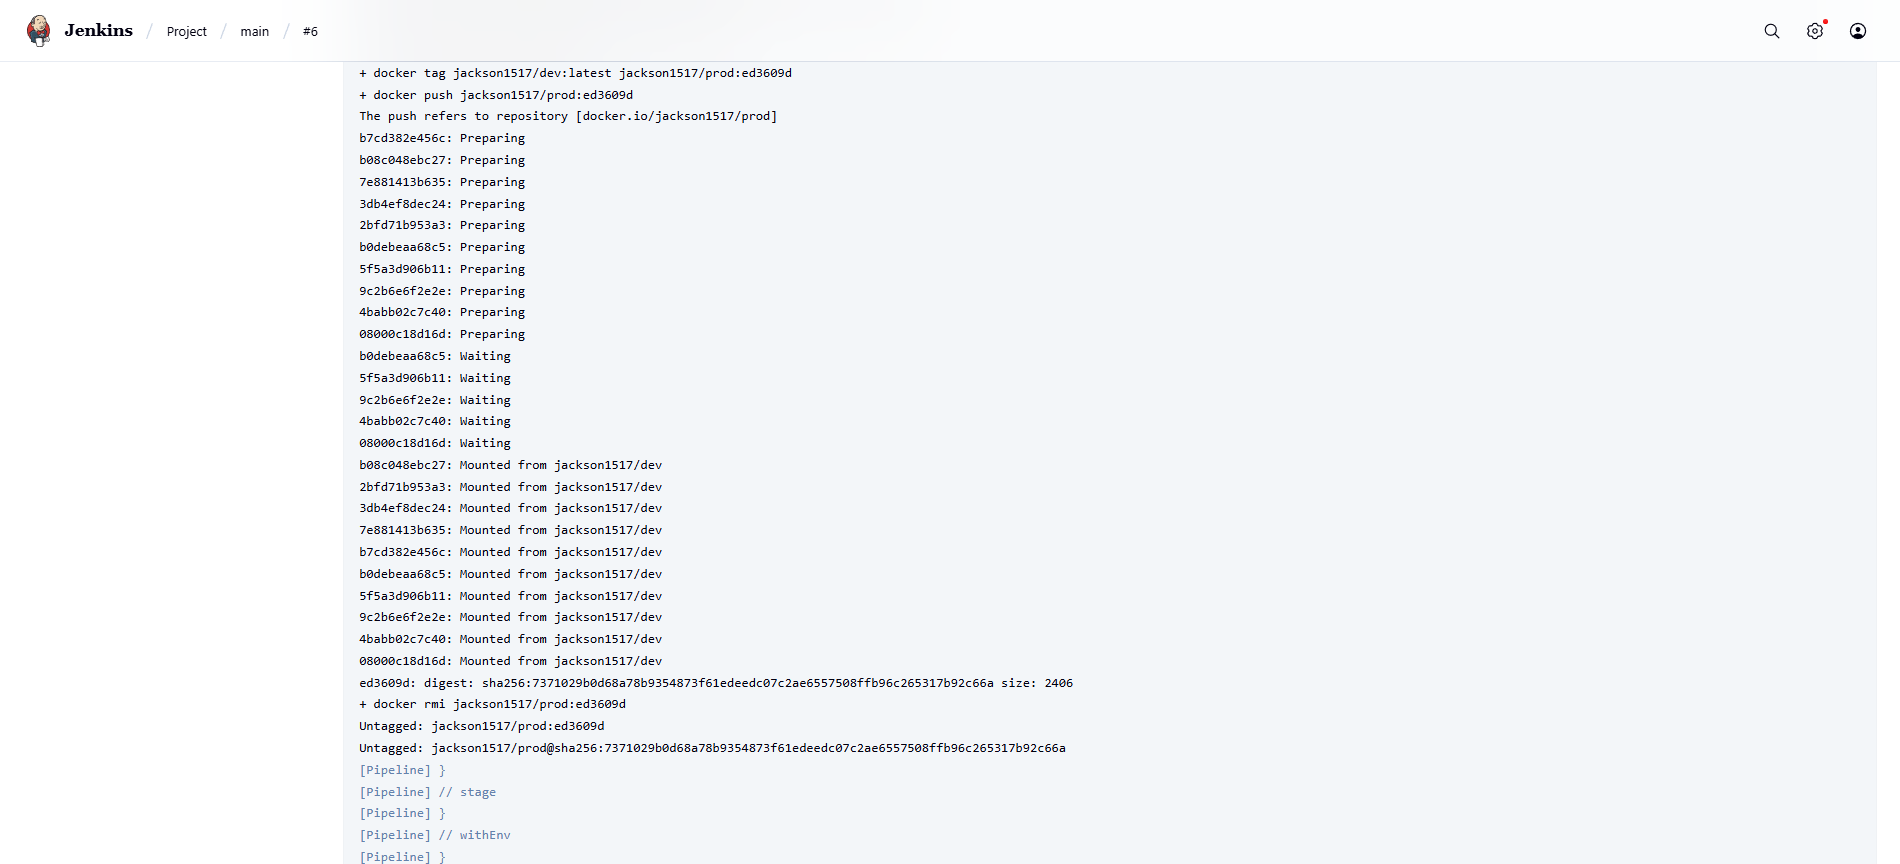 Jenkins / Project / main / #6
+ docker tag jackson1517/dev:latest jackson1517/prod:ed3609d
+ docker push jackson1517/prod:ed3609d
The push refers to repository [docker.io/jackson1517/prod]
b7cd382e456c: Preparing
b08c048ebc27: Preparing
7e881413b635: Preparing
3db4ef8dec24: Preparing
2bfd71b953a3: Preparing
b0debeaa68c5: Preparing
5f5a3d906b11: Preparing
9c2b6e6f2e2e: Preparing
4babb02c7c40: Preparing
08000c18d16d: Preparing
b0debeaa68c5: Waiting
5f5a3d906b11: Waiting
9c2b6e6f2e2e: Waiting
4babb02c7c40: Waiting
08000c18d16d: Waiting
b08c048ebc27: Mounted from jackson1517/dev
2bfd71b953a3: Mounted from jackson1517/dev
3db4ef8dec24: Mounted from jackson1517/dev
7e881413b635: Mounted from jackson1517/dev
b7cd382e456c: Mounted from jackson1517/dev
b0debeaa68c5: Mounted from jackson1517/dev
5f5a3d906b11: Mounted from jackson1517/dev
9c2b6e6f2e2e: Mounted from jackson1517/dev
4babb02c7c40: Mounted from jackson1517/dev
08000c18d16d: Mounted from jackson1517/dev
ed3609d: digest: sha256:7371029b0d68a78b9354873f61edeedc07c2ae6557508ffb96c265317b92c66a size: 2406
+ docker rmi jackson1517/prod:ed3609d
Untagged: jackson1517/prod:ed3609d
Untagged: jackson1517/prod@sha256:7371029b0d68a78b9354873f61edeedc07c2ae6557508ffb96c265317b92c66a
[Pipeline] }
[Pipeline] // stage
[Pipeline] }
[Pipeline] // withEnv
[Pipeline] }